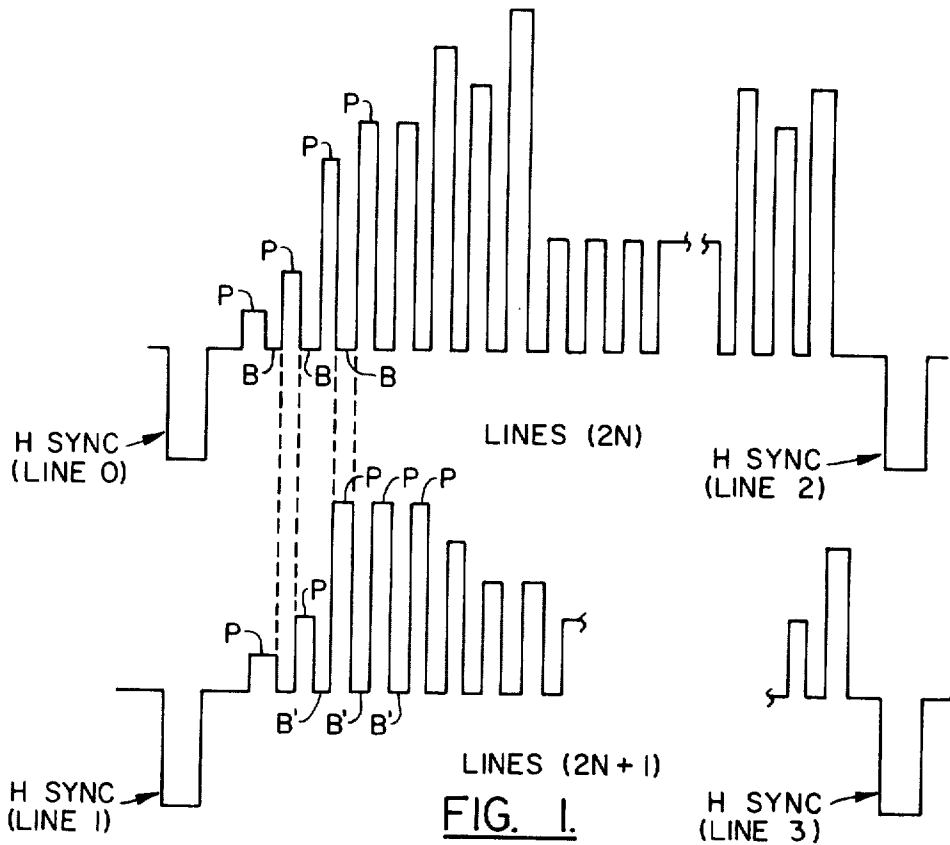 P
P
P
P
B
B
B
H SYNC
(LINE 0)
LINES (2N)
H SYNC
(LINE 2)
P
P
P
P
P
B'
B'
B'
H SYNC
(LINE 1)
LINES (2N+1)
H SYNC
(LINE 3)
FIG. 1.